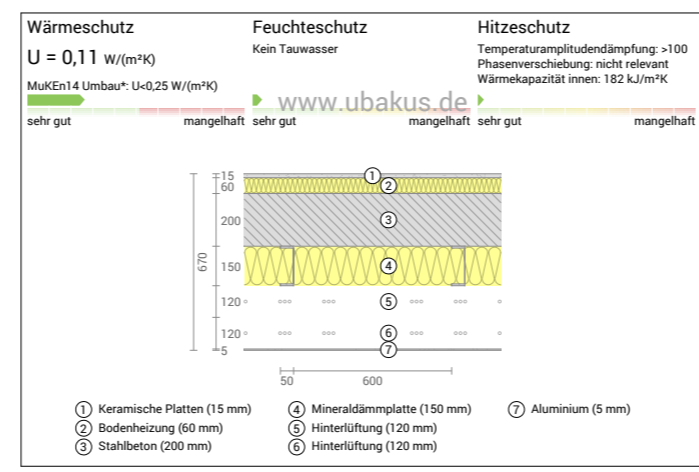 Wärmeschutz
U = 0,11 W/(m²K)
MuKEn14 Umbau*: U<0,25 W/(m²K)
sehr gut mangelhaft
Feuchteschutz
Kein Tauwasser
sehr gut mangelhaft
Hitzeschutz
Temperaturamplitudendämpfung: >100
Phasenverschiebung: nicht relevant
Wärmekapazität innen: 182 kJ/m²K
sehr gut mangelhaft
www.ubakus.de
15
60
200
150
120
120
5
670
1
2
3
4
5
6
7
50 600
1 Keramische Platten (15 mm)
2 Bodenheizung (60 mm)
3 Stahlbeton (200 mm)
4 Mineraldämmplatte (150 mm)
5 Hinterlüftung (120 mm)
6 Hinterlüftung (120 mm)
7 Aluminium (5 mm)